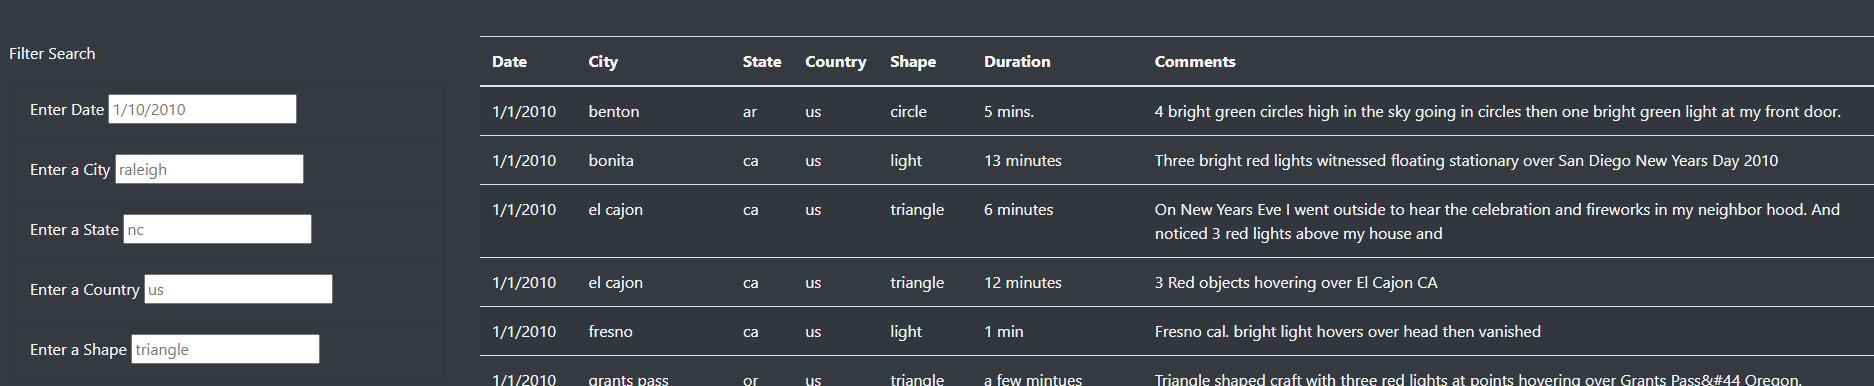 Filter Search
Enter Date 1/10/2010
Enter a City raleigh
Enter a State nc
Enter a Country us
Enter a Shape triangle
Date City State Country Shape Duration Comments
1/1/2010 benton ar us circle 5 mins. 4 bright green circles high in the sky going in circles then one bright green light at my front door.
1/1/2010 bonita ca us light 13 minutes Three bright red lights witnessed floating stationary over San Diego New Years Day 2010
1/1/2010 el cajon ca us triangle 6 minutes On New Years Eve I went outside to hear the celebration and fireworks in my neighbor hood. And
noticed 3 red lights above my house and
1/1/2010 el cajon ca us triangle 12 minutes 3 Red objects hovering over El Cajon CA
1/1/2010 fresno ca us light 1 min Fresno cal. bright light hovers over head then vanished
1/1/2010 grants pass or us triangle a few mintues Triangle shaped craft with three red lights at points hovering over Grants Pass&#44 Oregon.